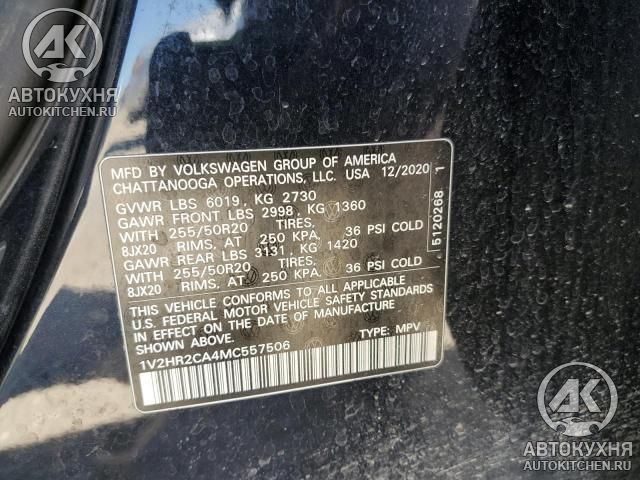 AK
АВТОКУХНЯ
AUTOKITCHEN.RU
MFD BY VOLKSWAGEN GROUP OF AMERICA
CHATTANOOGA OPERATIONS, LLC. USA 12/2020
GVWR LBS 6019, KG 2730
GAWR FRONT LBS 2998, KG 1360
WITH 255/50R20 TIRES.
8JX20 RIMS. AT 250 KPA. 36 PSI COLD
GAWR REAR LBS 3131, KG 1420
WITH 255/50R20 TIRES.
8JX20 RIMS. AT 250 KPA. 36 PSI COLD
THIS VEHICLE CONFORMS TO ALL APPLICABLE
U.S. FEDERAL MOTOR VEHICLE SAFETY STANDARDS
IN EFFECT ON THE DATE OF MANUFACTURE
SHOWN ABOVE.
1V2HR2CA4MC557506 TYPE: MPV
5120268 1
AK
АВТОКУХНЯ
AUTOKITCHEN.RU